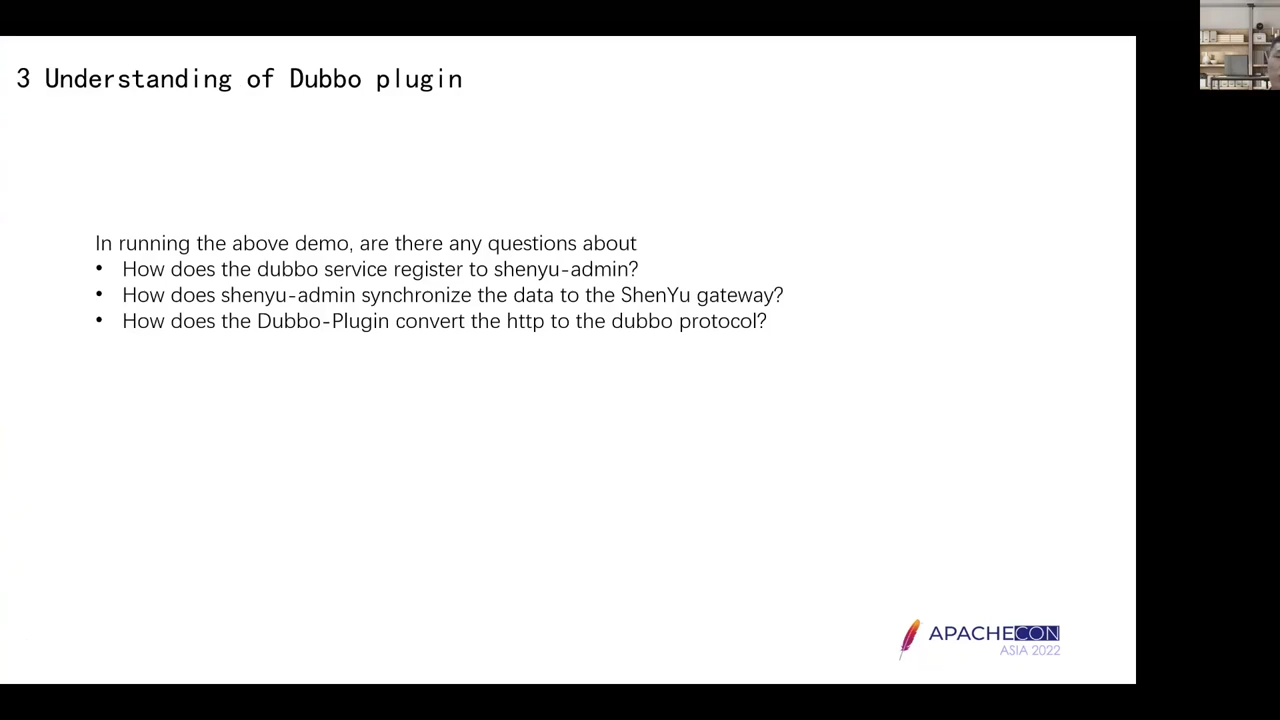 3 Understanding of Dubbo plugin
In running the above demo, are there any questions about
• How does the dubbo service register to shenyu-admin?
• How does shenyu-admin synchronize the data to the ShenYu gateway?
• How does the Dubbo-Plugin convert the http to the dubbo protocol?
APACHECON
ASIA 2022